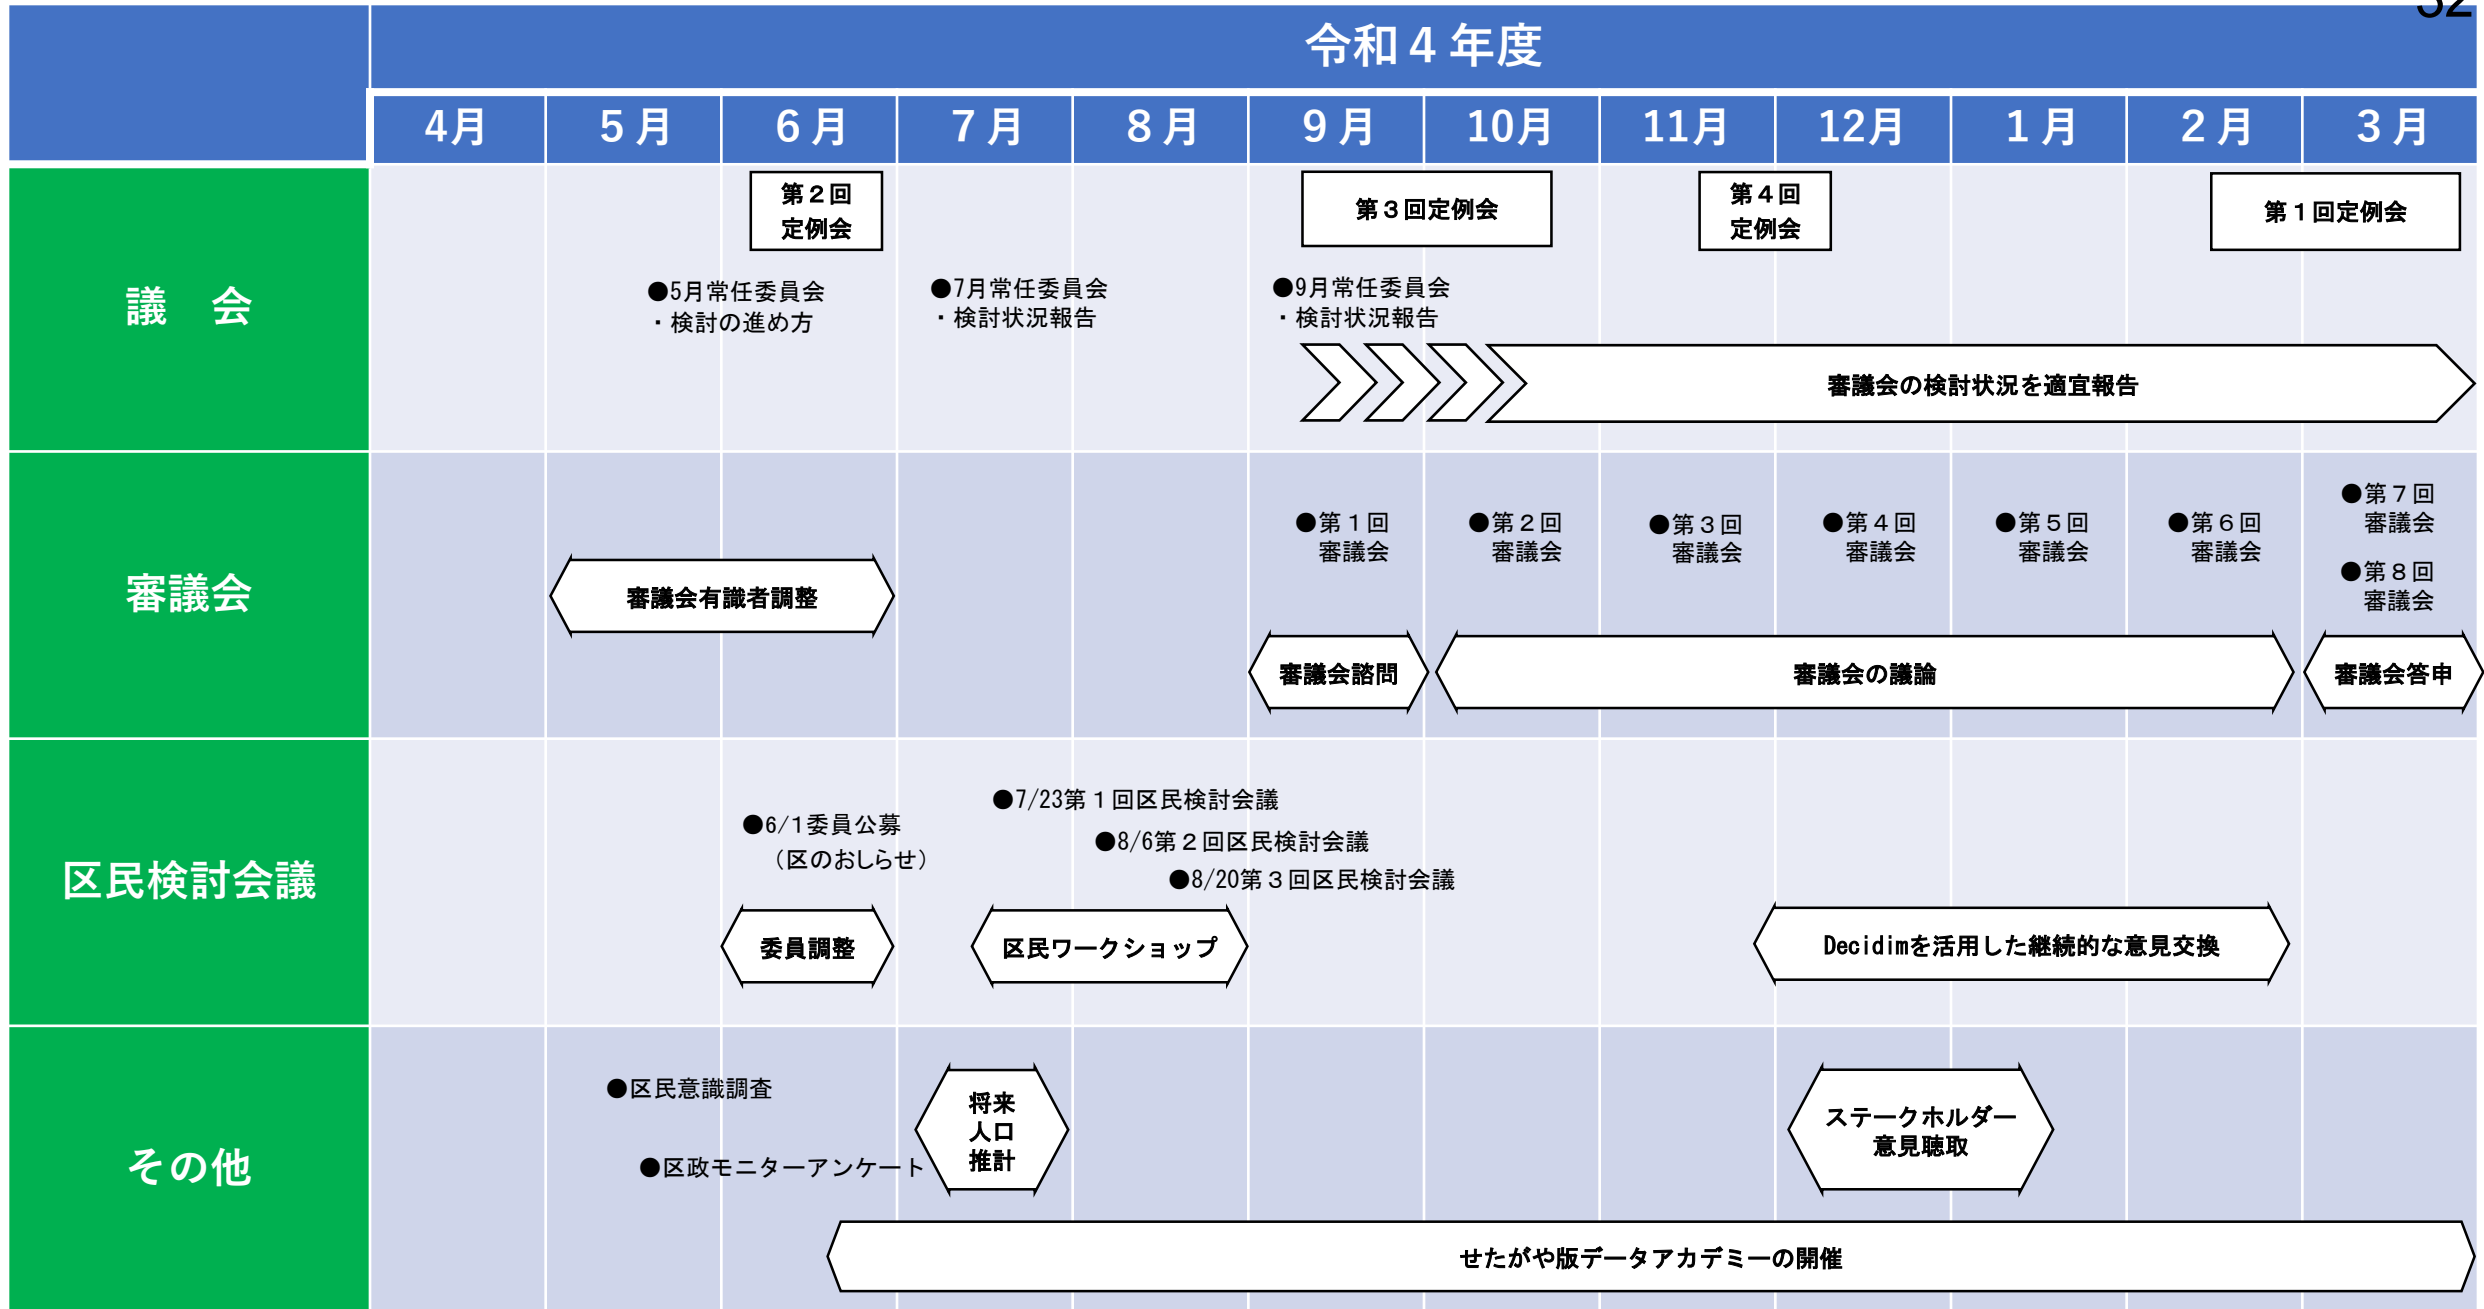 32
令和４年度
4月 ５月 ６月 ７月 ８月 ９月 10月 11月 12月 １月 ２月 ３月
議　会
第２回
定例会
第３回定例会
第４回
定例会
第１回定例会
●5月常任委員会
・検討の進め方
●7月常任委員会
・検討状況報告
●9月常任委員会
・検討状況報告
審議会の検討状況を適宜報告
審議会
●第１回
審議会
●第２回
審議会
●第３回
審議会
●第４回
審議会
●第５回
審議会
●第６回
審議会
●第７回
審議会
●第８回
審議会
審議会有識者調整
審議会諮問
審議会の議論
審議会答申
区民検討会議
●6/1委員公募
（区のおしらせ）
●7/23第１回区民検討会議
●8/6第２回区民検討会議
●8/20第３回区民検討会議
委員調整
区民ワークショップ
Decidimを活用した継続的な意見交換
その他
●区民意識調査
●区政モニターアンケート
将来
人口
推計
ステークホルダー
意見聴取
せたがや版データアカデミーの開催